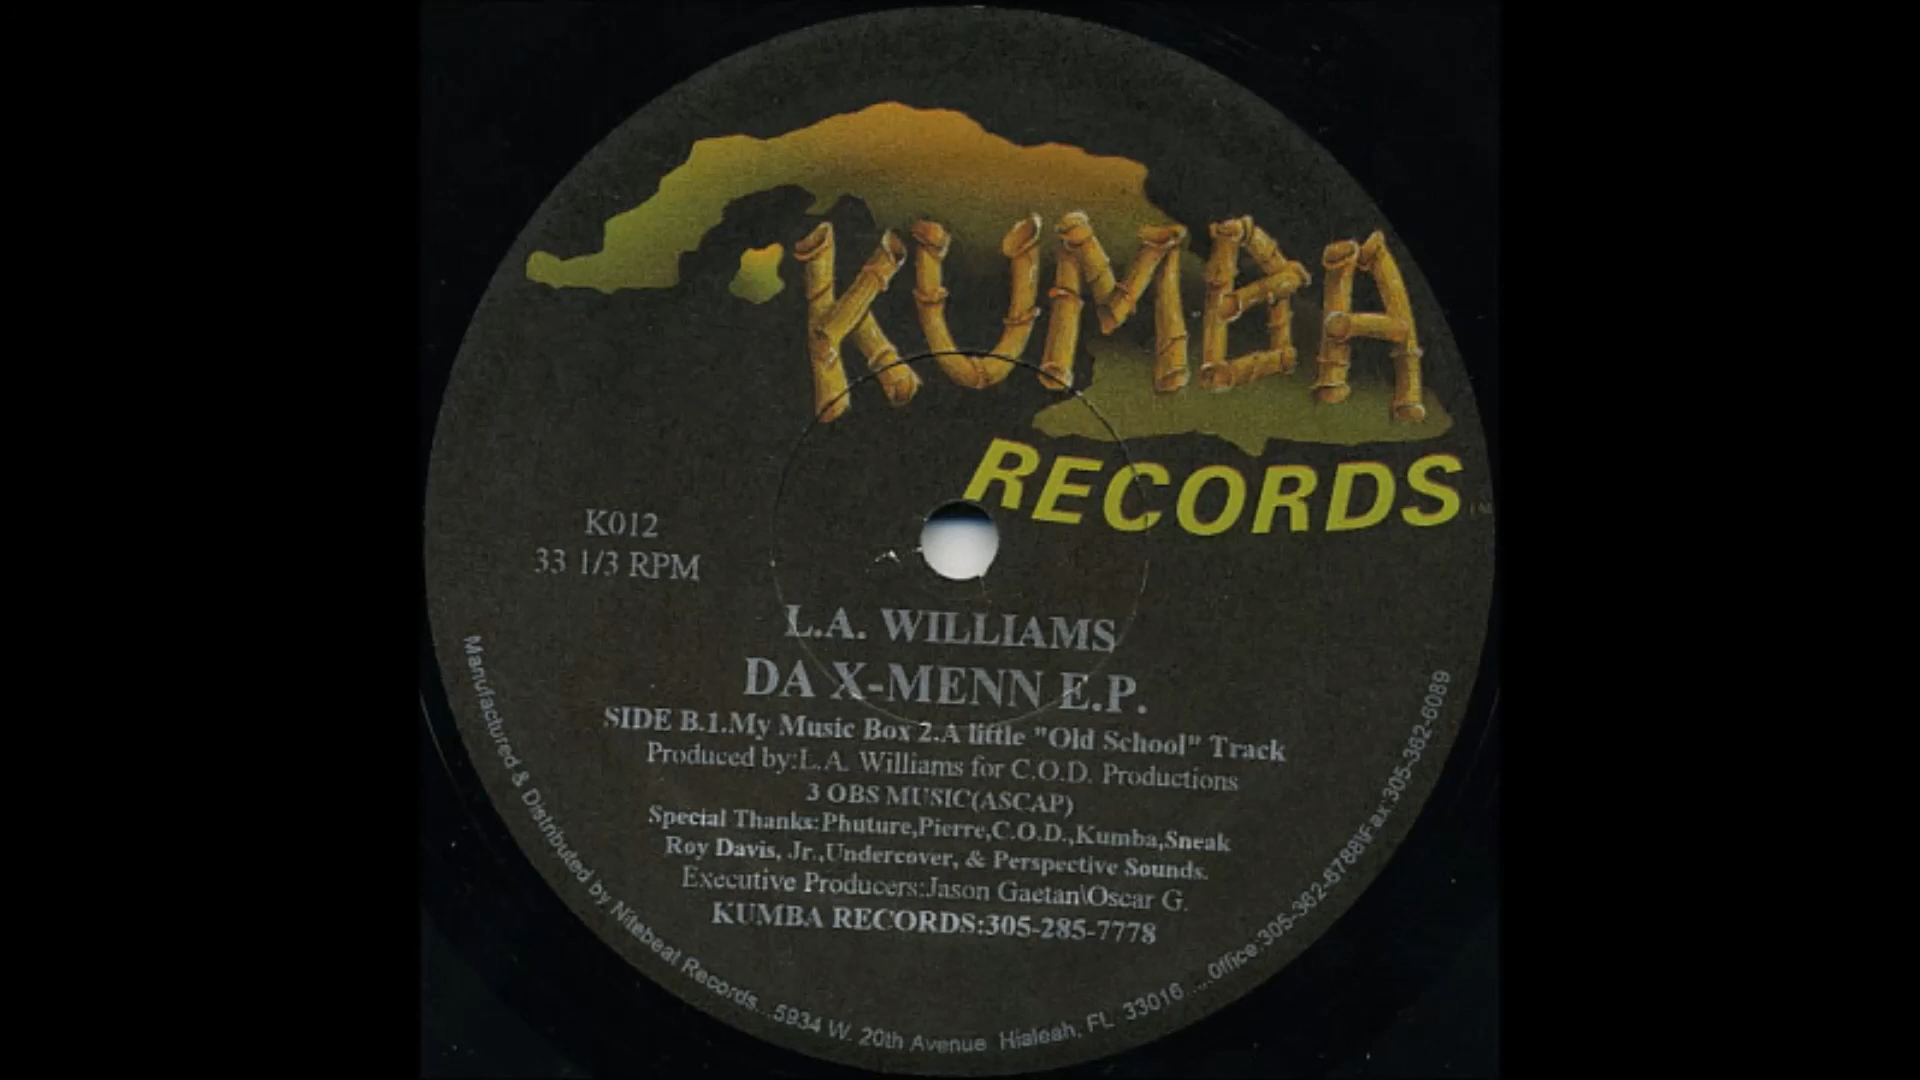 KUMBA
RECORDS
K012
33 1/3 RPM
L.A. WILLIAMS
DA X-MENN E.P.
SIDE B.1.My Music Box 2.A little "Old School" Track
Produced by:L.A. Williams for C.O.D. Productions
3 OBS MUSIC(ASCAP)
Special Thanks:Phuture,Pierre,C.O.D.,Kumba,Sneak
Roy Davis, Jr.,Undercover, & Perspective Sounds.
Executive Producers:Jason Gaetan\Oscar G.
KUMBA RECORDS:305-285-7778
Manufactured & Distributed by Nitebeat Records...5934 W. 20th Avenue Hialeah, FL 33016.....Office:305-362-8788\Fax:305-362-6089